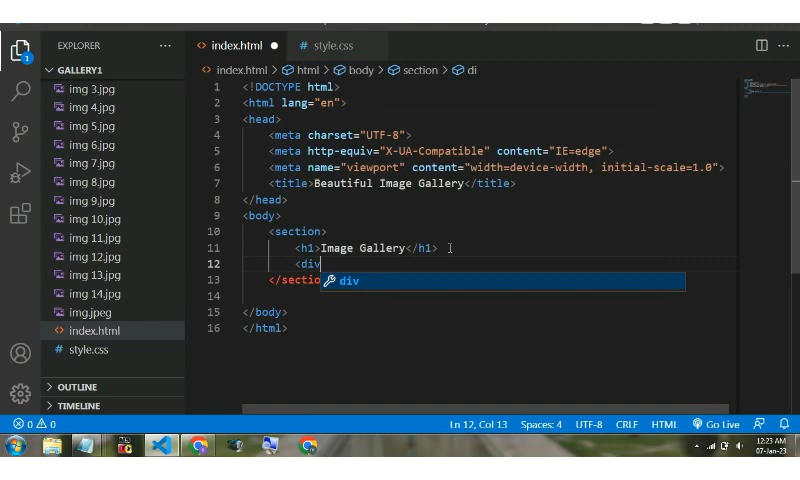 EXPLORER
GALLERY1
img 3.jpg
img 4.jpg
img 5.jpg
img 6.jpg
img 7.jpg
img 8.jpg
img 9.jpg
img 10.jpg
img 11.jpg
img 12.jpg
img 13.jpg
img 14.jpg
img.jpeg
<> index.html
# style.css
OUTLINE
TIMELINE
<> index.html ●
# style.css
<> index.html > html > body > section > di
1 <!DOCTYPE html>
2 <html lang="en">
3 <head>
4 <meta charset="UTF-8">
5 <meta http-equiv="X-UA-Compatible" content="IE=edge">
6 <meta name="viewport" content="width=device-width, initial-scale=1.0">
7 <title>Beautiful Image Gallery</title>
8 </head>
9 <body>
10 <section>
11 <h1>Image Gallery</h1>
12 <div
div
13 </sectio
14
15 </body>
16 </html>
1
0 0
Ln 12, Col 13
Spaces: 4
UTF-8
CRLF
HTML
Go Live
12:23 AM
07-Jan-23